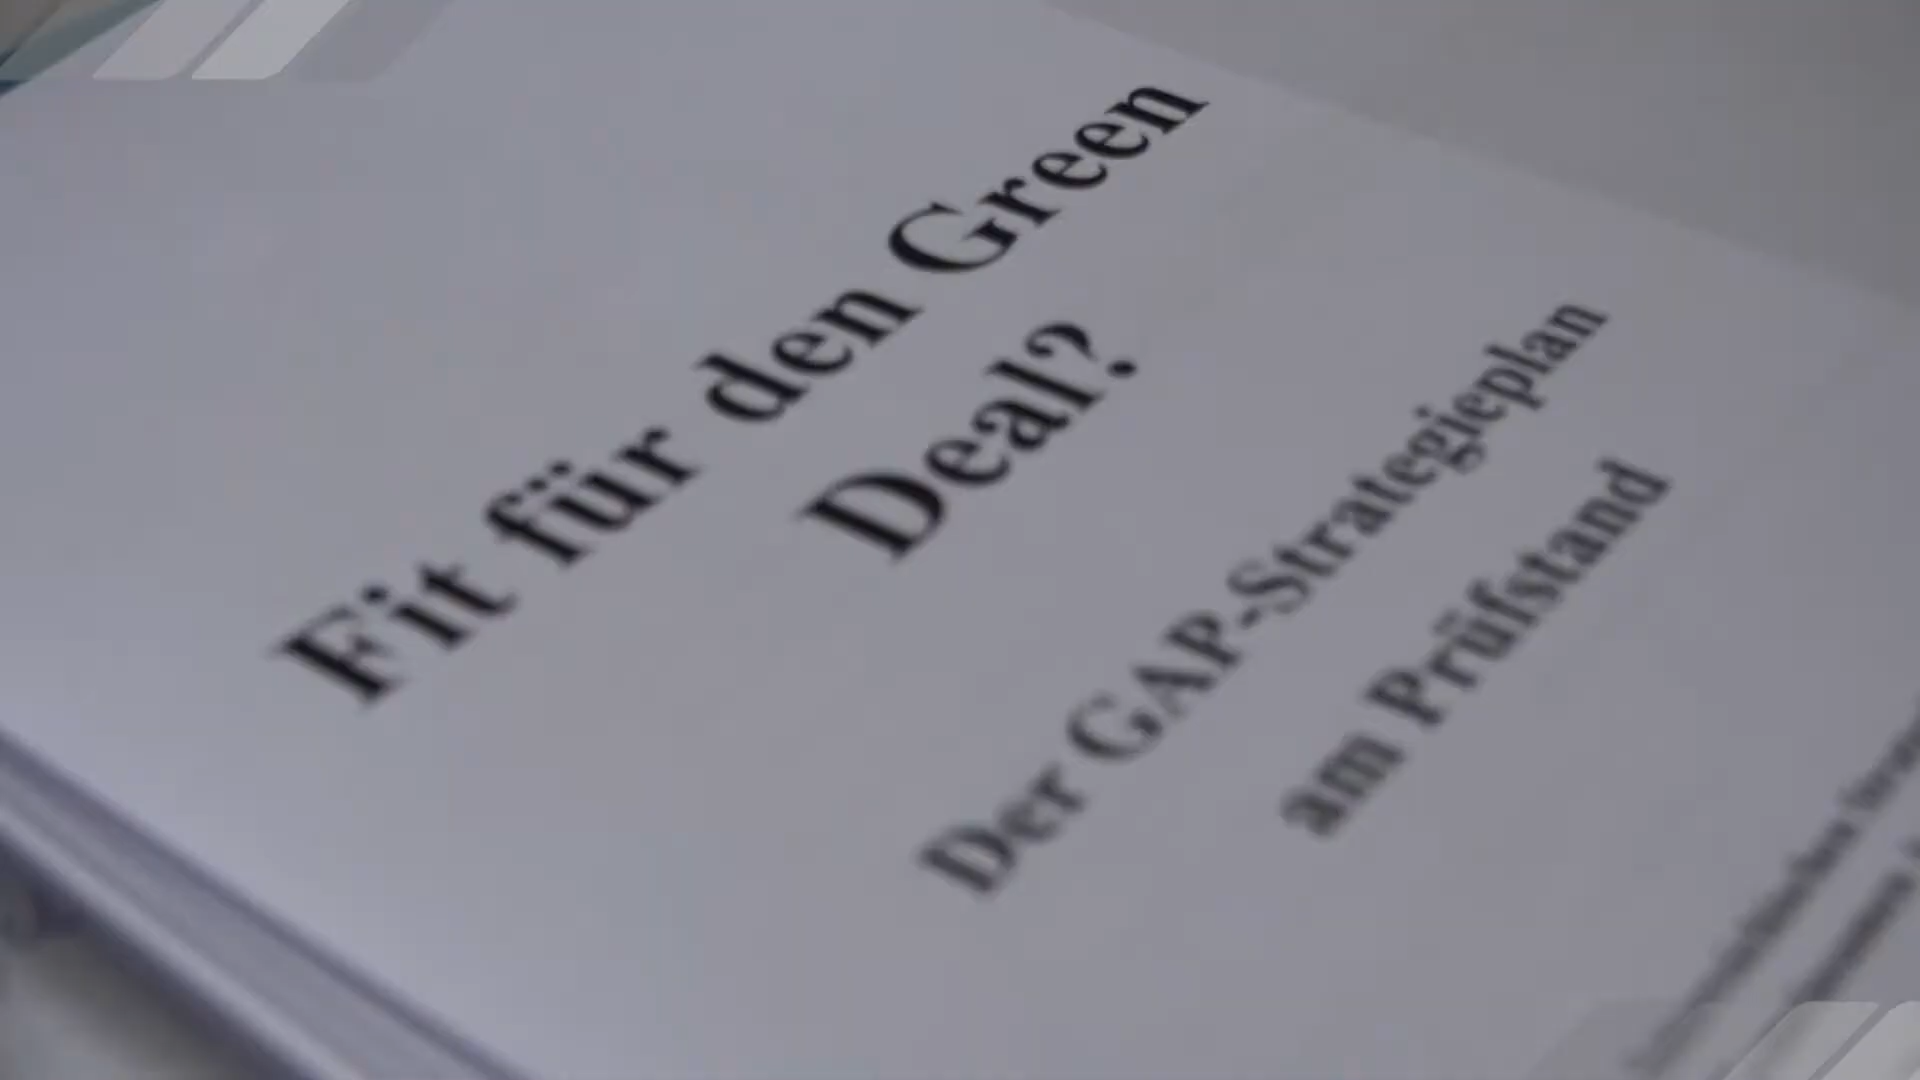 Fit für den Green
Deal?
Der GAP-Strategieplan
am Prüfstand